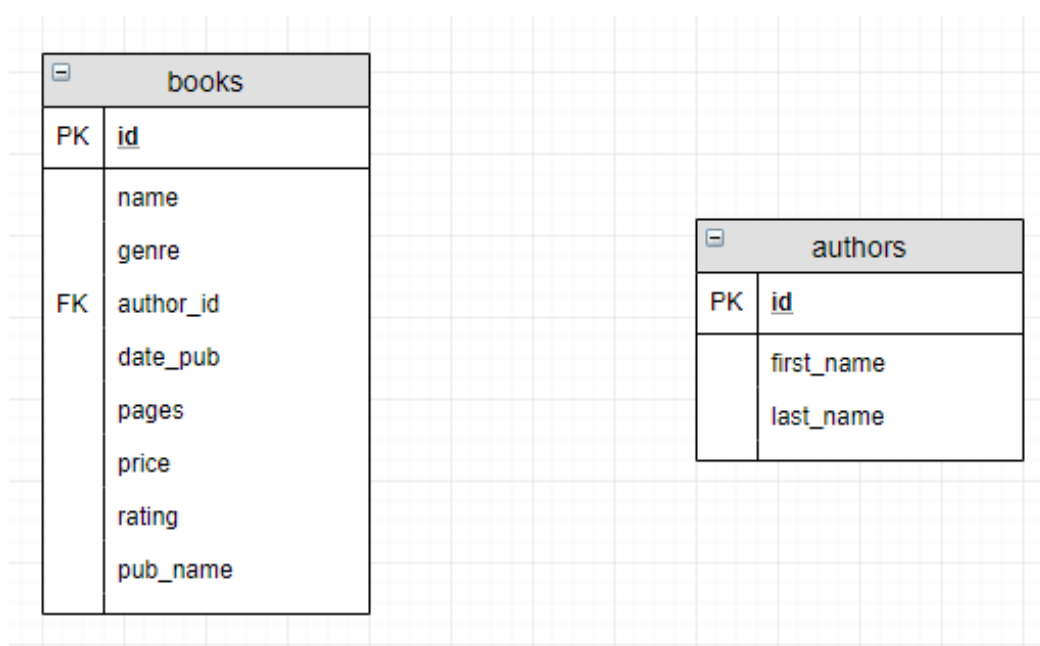 books
PK id
name
genre
FK author_id
date_pub
pages
price
rating
pub_name
authors
PK id
first_name
last_name